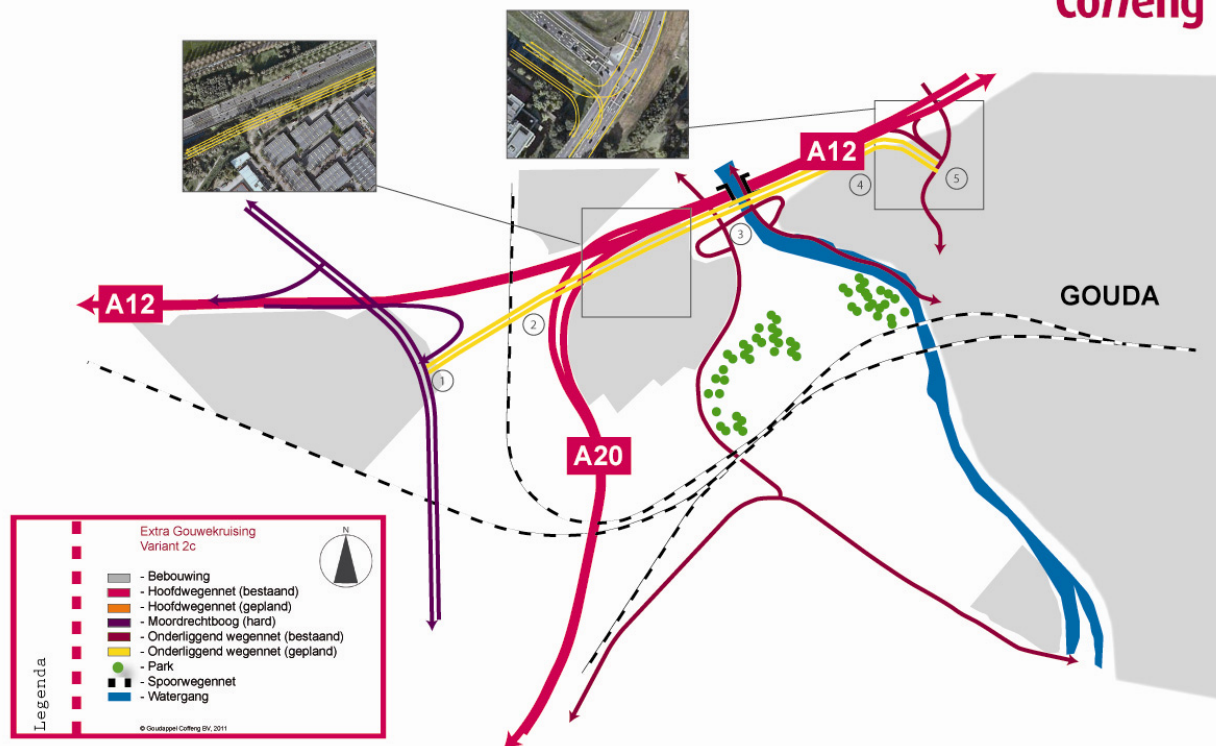 Coffeng
A12
4
5
3
A12
GOUDA
2
1
A20
Extra Gouwekruising
Variant 2c
N
Legenda
- Bebouwing
- Hoofdwegennet (bestaand)
- Hoofdwegennet (gepland)
- Moordrechtboog (hard)
- Onderliggend wegennet (bestaand)
- Onderliggend wegennet (gepland)
- Park
- Spoorwegennet
- Watergang
© Goudappel Coffeng BV, 2011